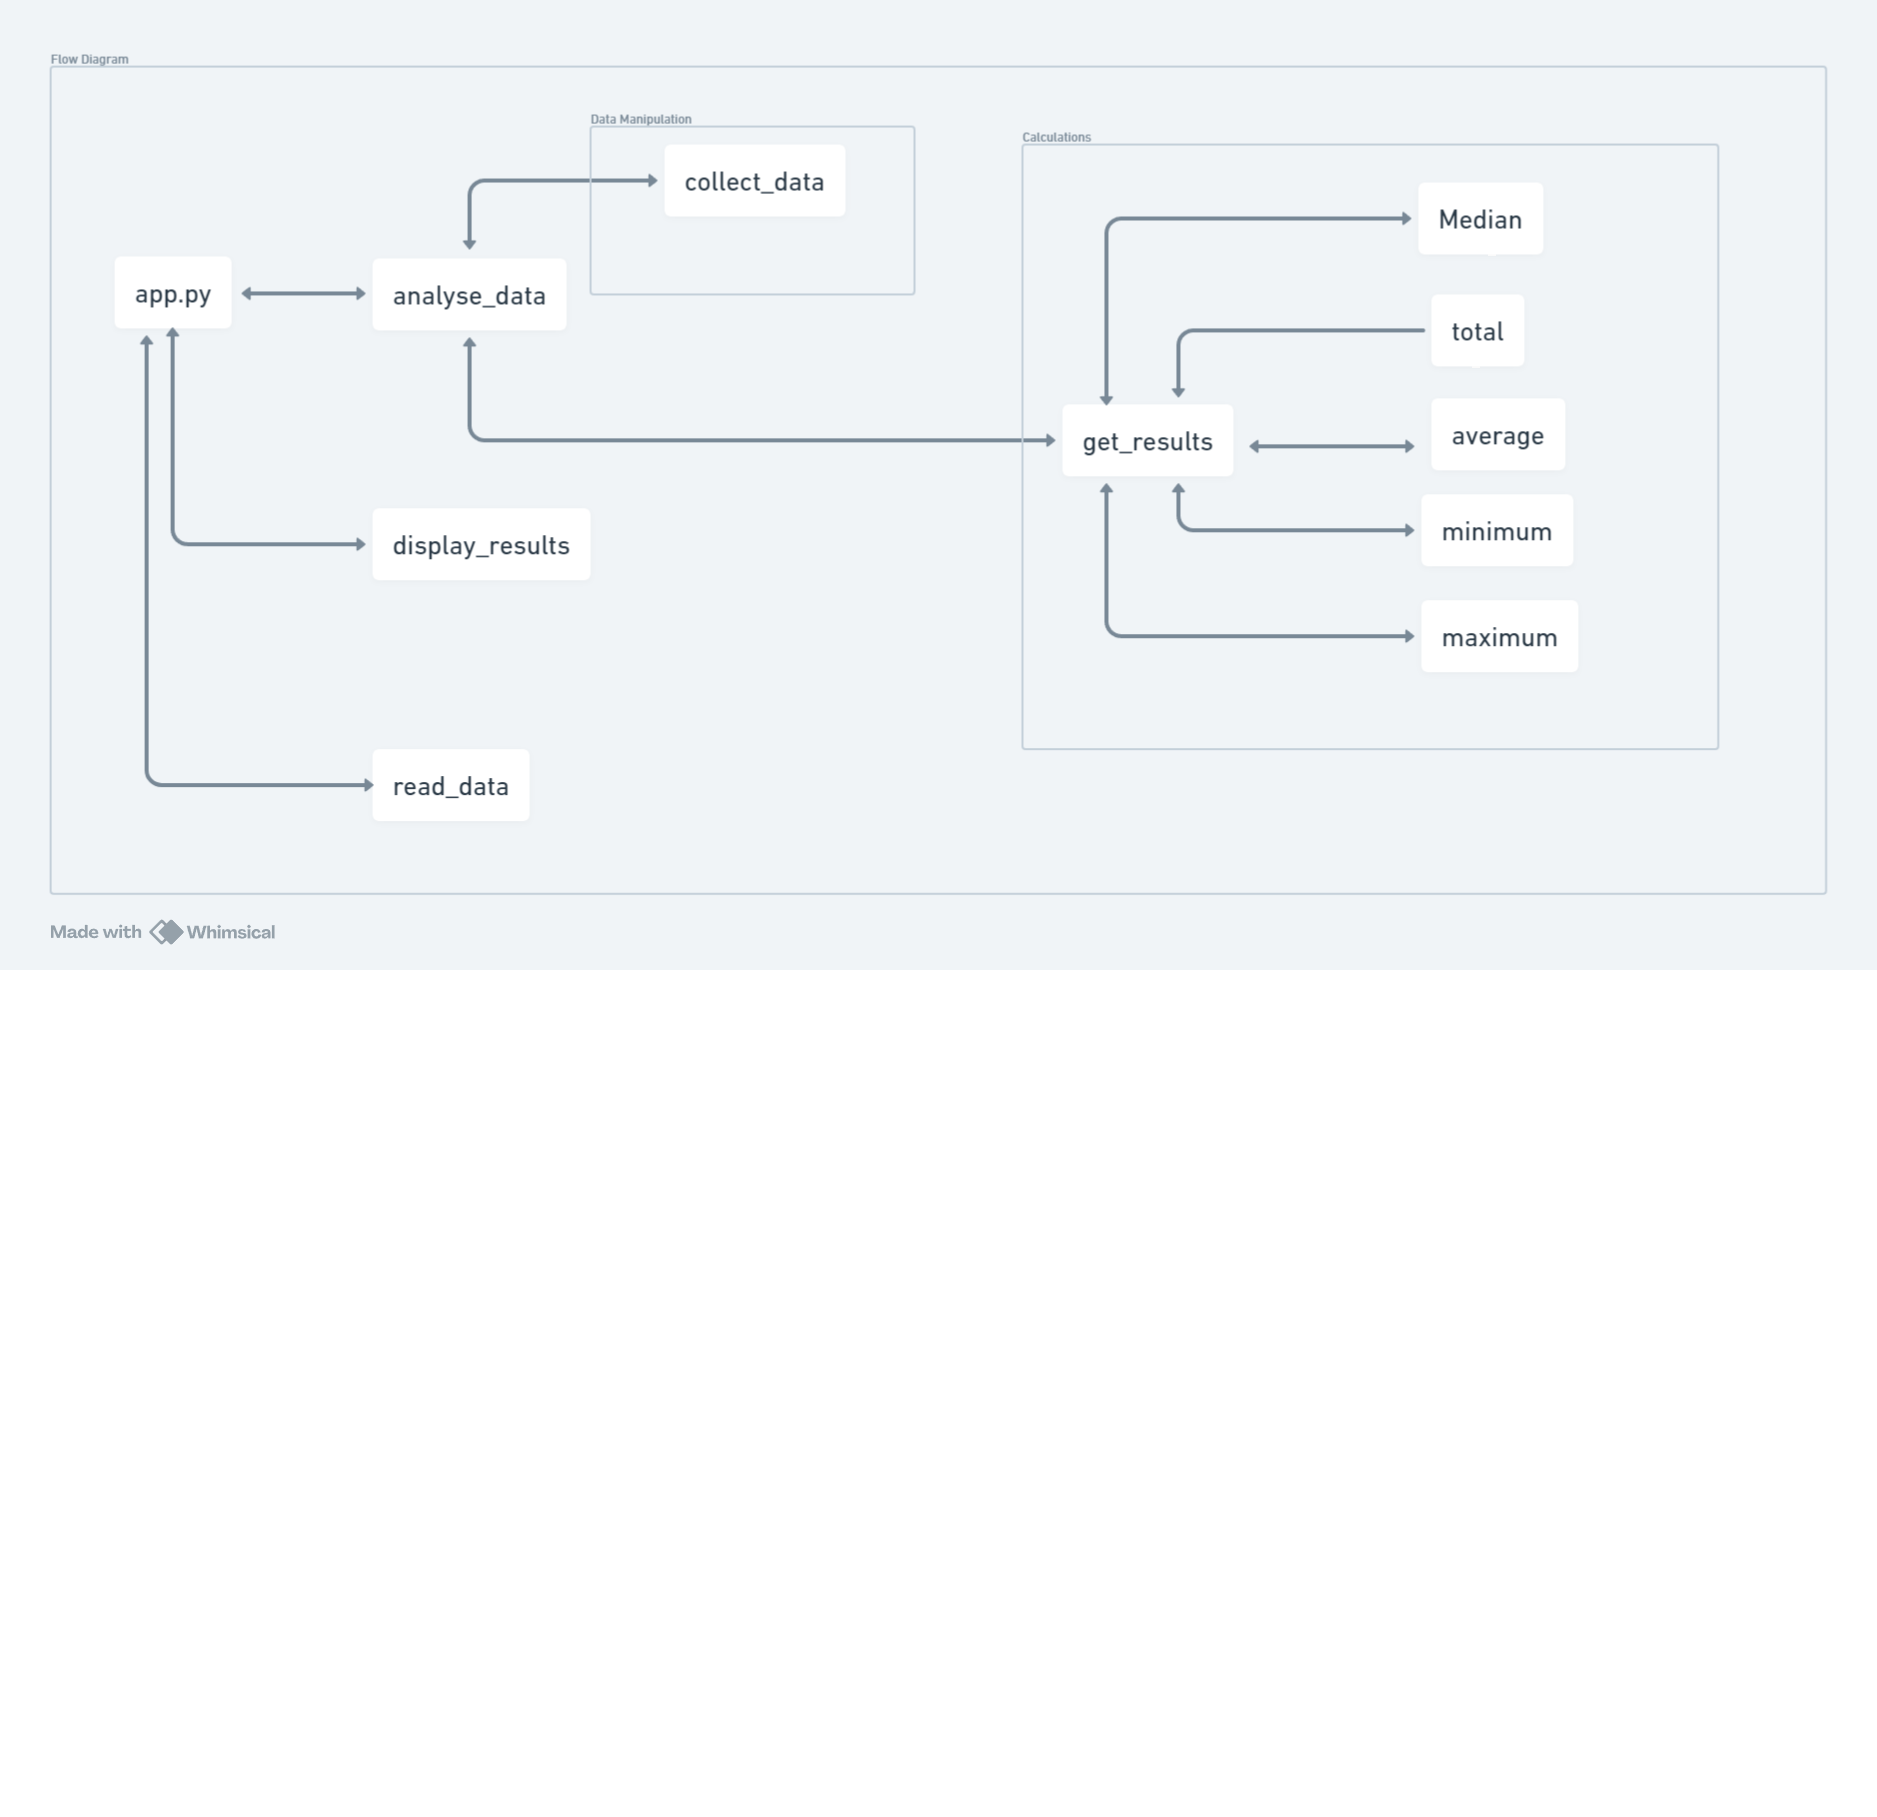 Flow Diagram
Data Manipulation
collect_data
Calculations
Median
app.py
analyse_data
total
get_results
average
display_results
minimum
maximum
read_data
Made with Whimsical